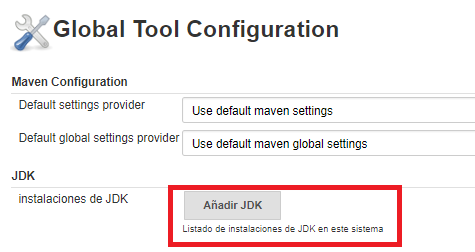 Global Tool Configuration
Maven Configuration
Default settings provider
Use default maven settings
Default global settings provider
Use default maven global settings
JDK
instalaciones de JDK
Añadir JDK
Listado de instalaciones de JDK en este sistema